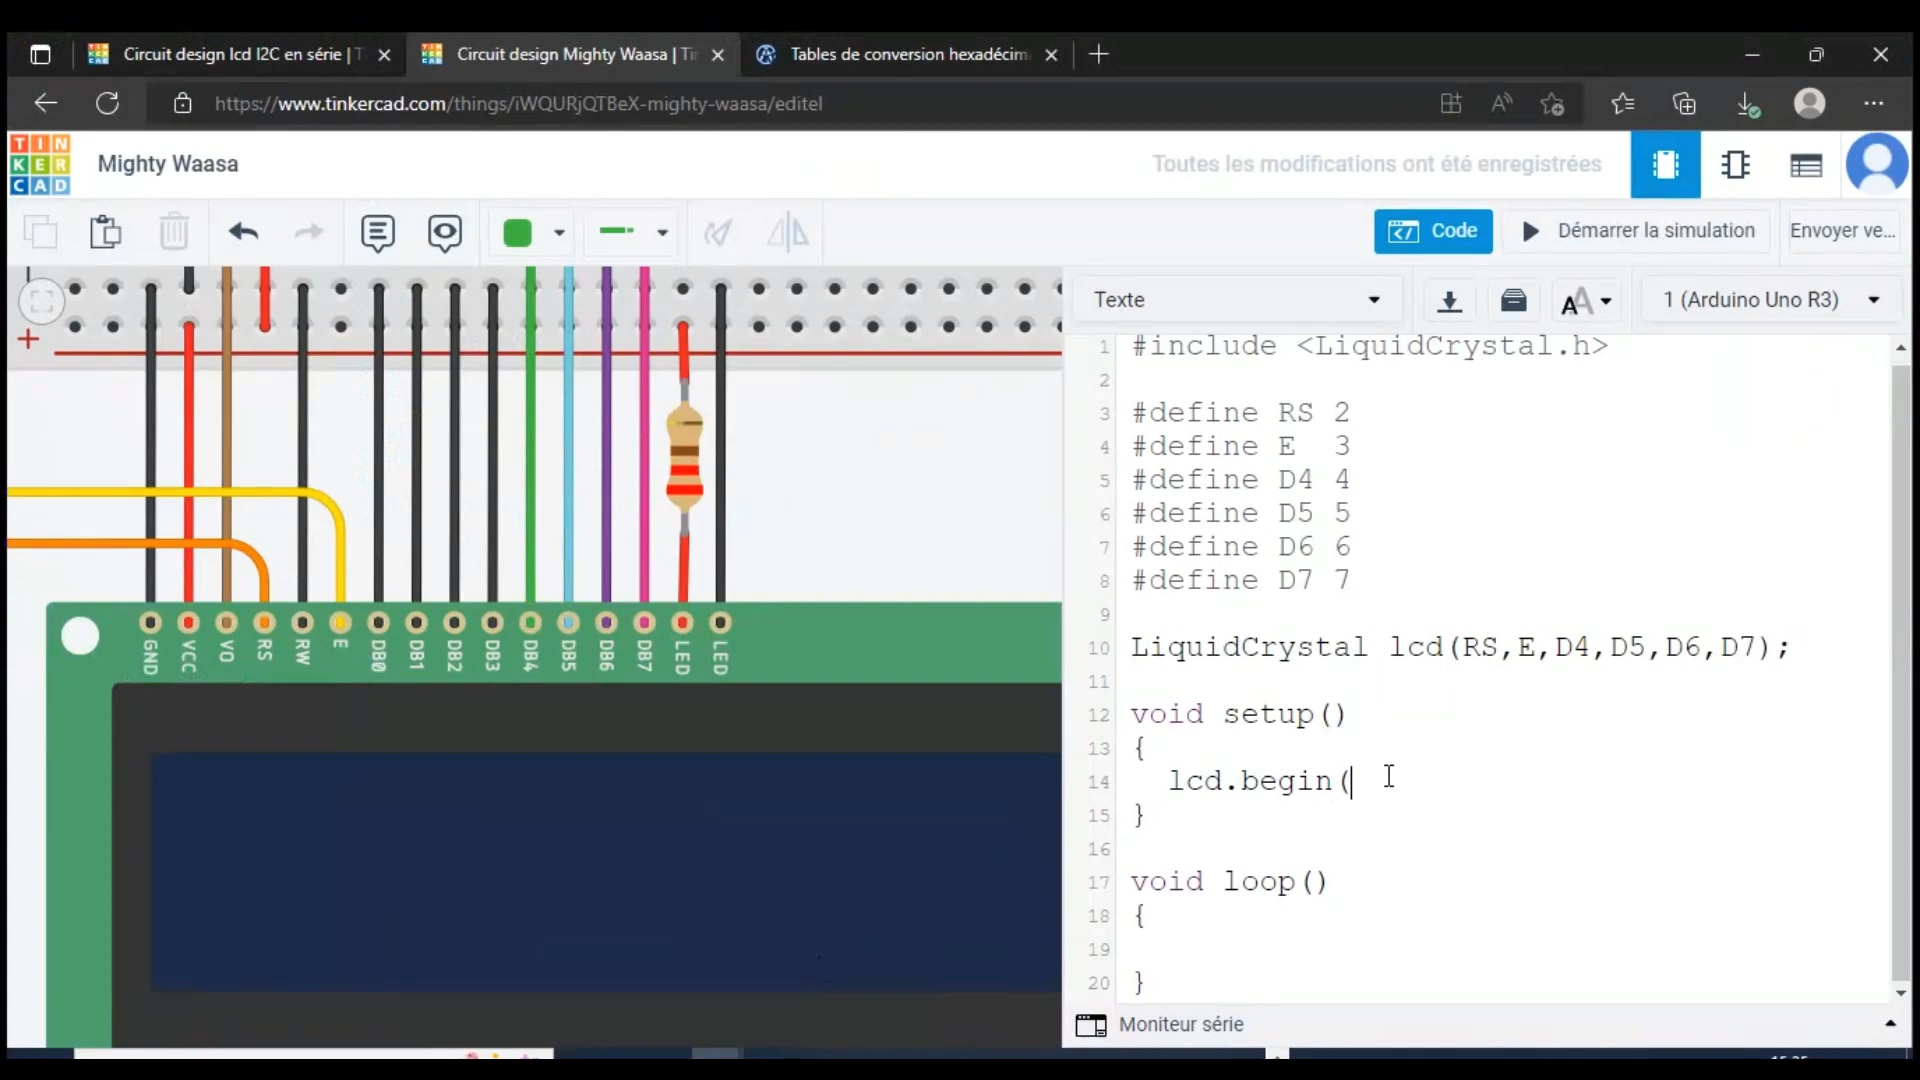 Circuit design lcd I2C en série | T
Circuit design Mighty Waasa | Tin
Tables de conversion hexadécim
https://www.tinkercad.com/things/iWQURjQTBeX-mighty-waasa/editel
TIN
KER
CAD
Mighty Waasa
Toutes les modifications ont été enregistrées
Code
Démarrer la simulation
Envoyer ve...
Texte
1 (Arduino Uno R3)
1 #include <LiquidCrystal.h>
2
3 #define RS 2
4 #define E  3
5 #define D4 4
6 #define D5 5
7 #define D6 6
8 #define D7 7
9
10 LiquidCrystal lcd(RS,E,D4,D5,D6,D7);
11
12 void setup()
13 {
14   lcd.begin(
15 }
16
17 void loop()
18 {
19
20 }
GND VCC VO RS RW E DB0 DB1 DB2 DB3 DB4 DB5 DB6 DB7 LED LED
Moniteur série